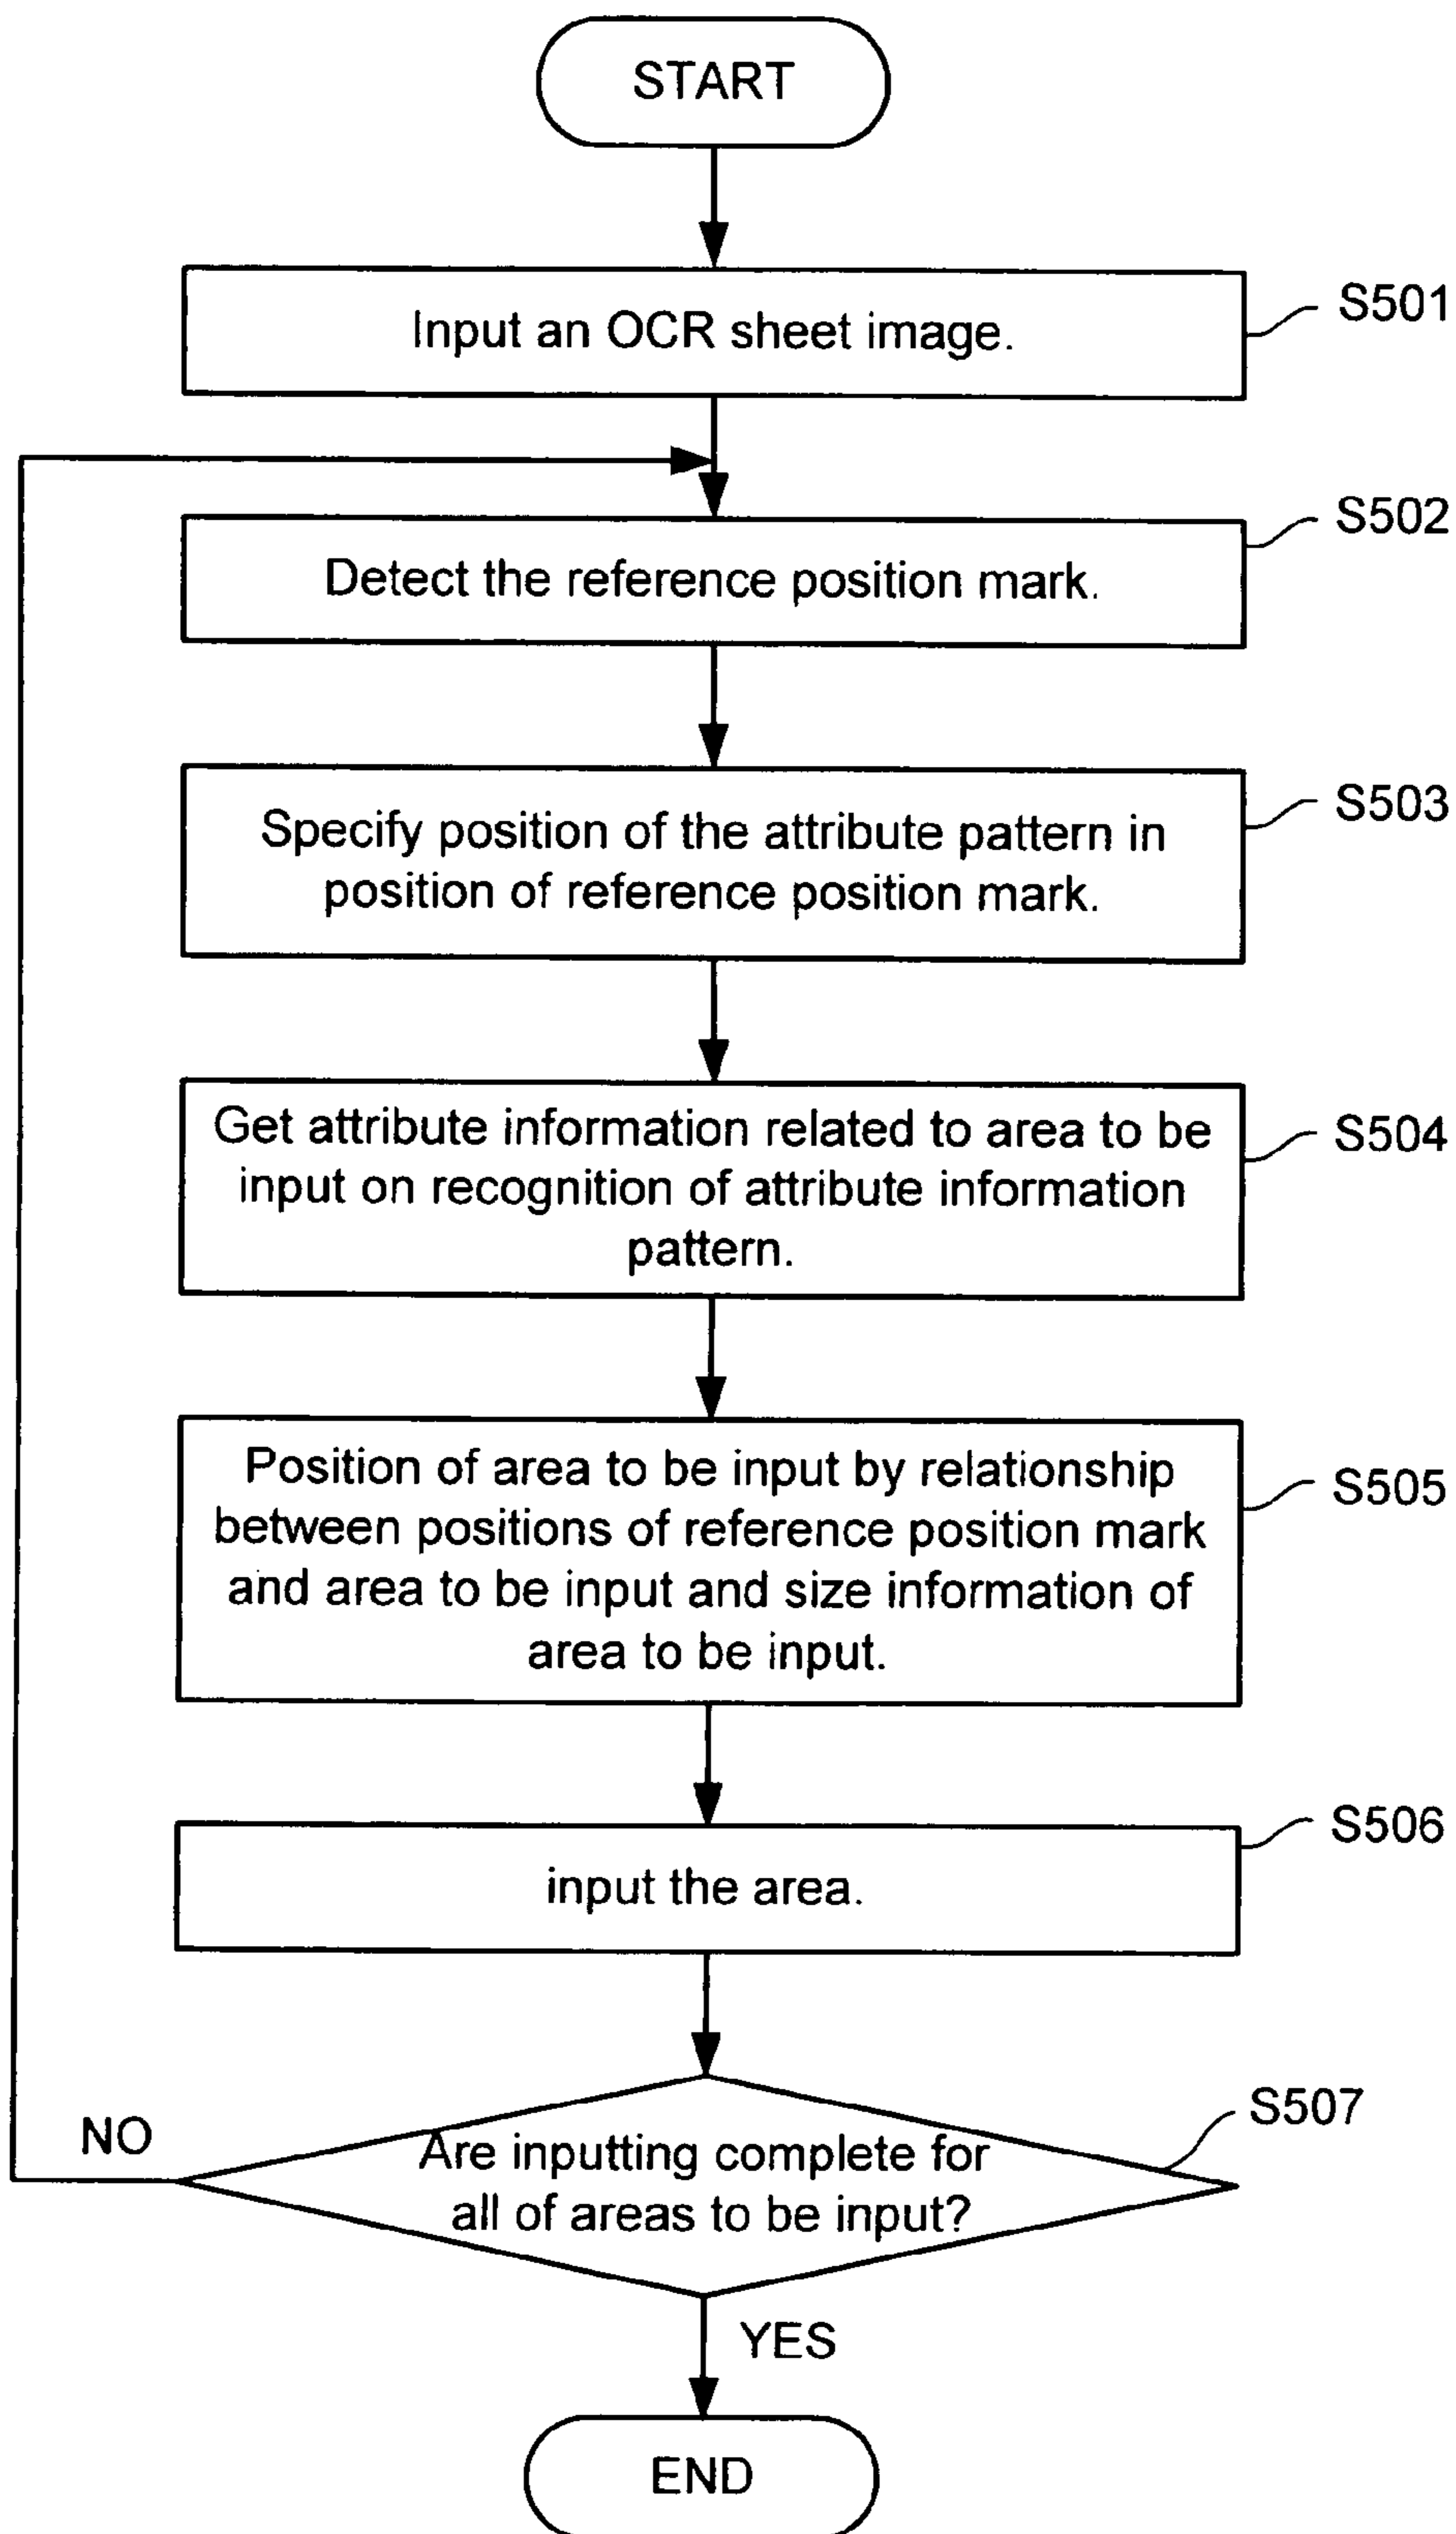 START
Input an OCR sheet image.
S501
Detect the reference position mark.
S502
Specify position of the attribute pattern in
position of reference position mark.
S503
Get attribute information related to area to be
input on recognition of attribute information
pattern.
S504
Position of area to be input by relationship
between positions of reference position mark
and area to be input and size information of
area to be input.
S505
input the area.
S506
Are inputting complete for
all of areas to be input?
S507
NO
YES
END